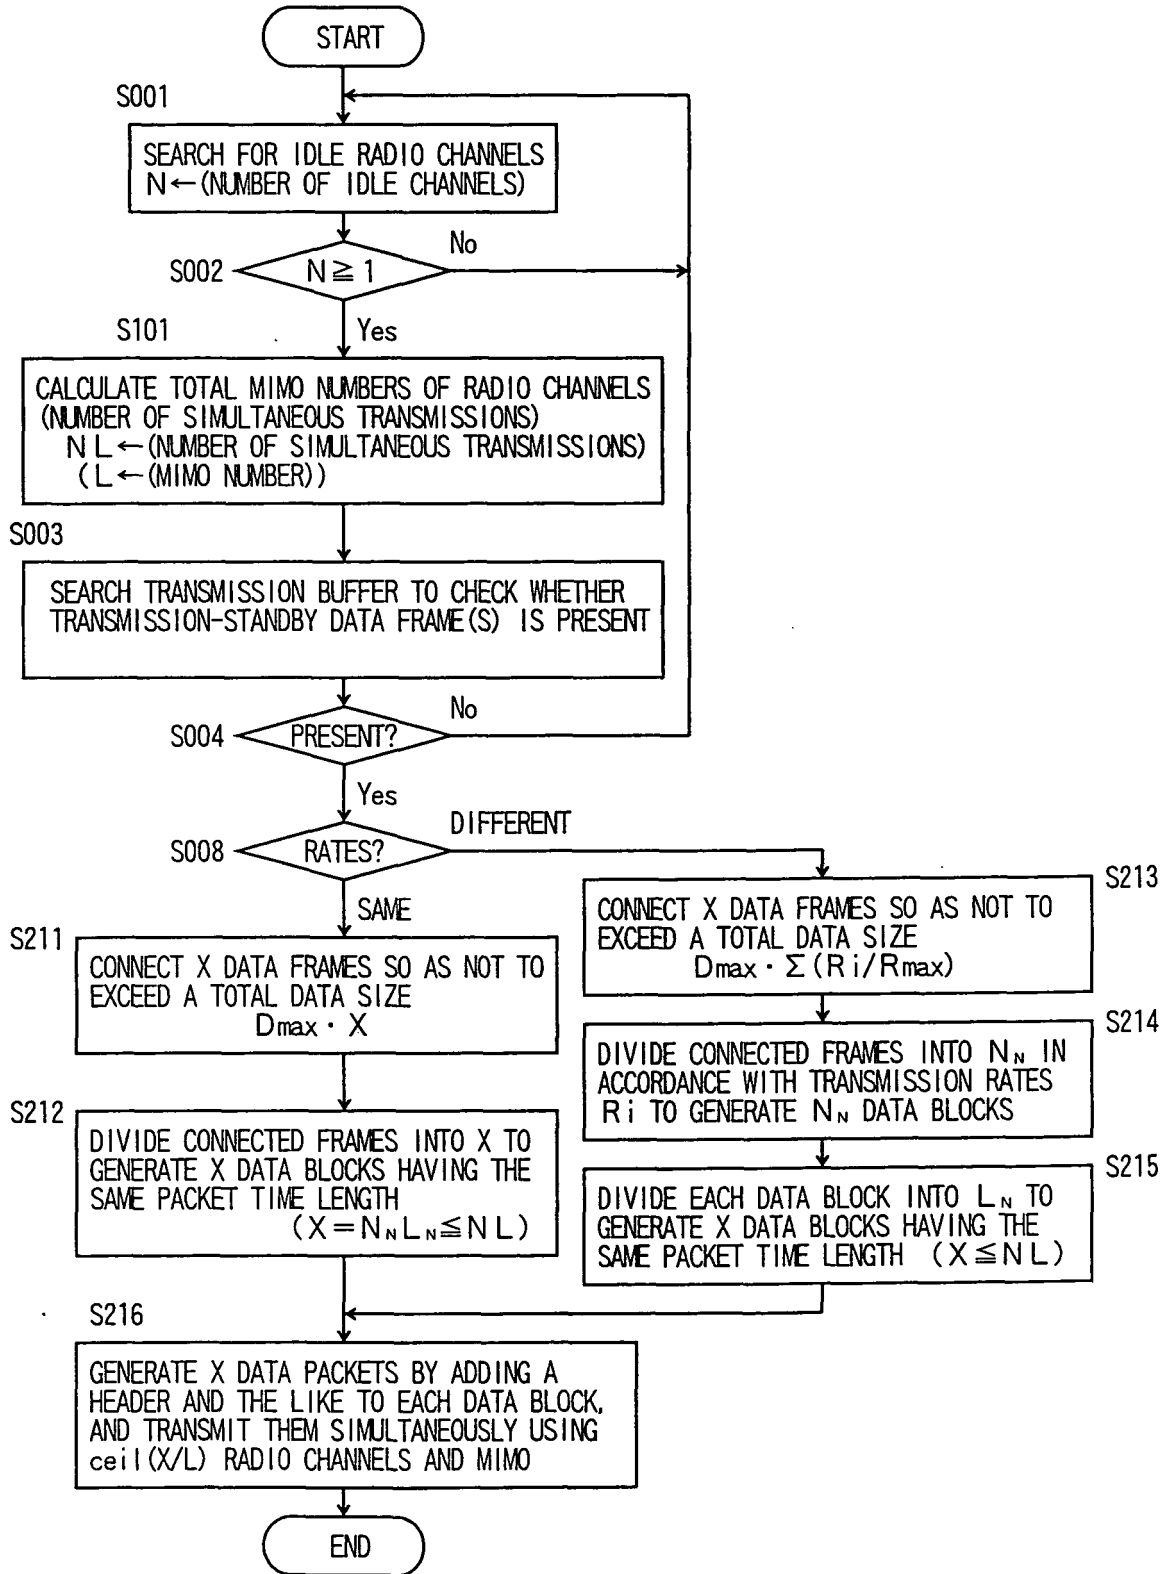 START
S001
SEARCH FOR IDLE RADIO CHANNELS
N←(NUMBER OF IDLE CHANNELS)
No
S002
N≧1
S101
Yes
CALCULATE TOTAL MIMO NUMBERS OF RADIO CHANNELS
(NUMBER OF SIMULTANEOUS TRANSMISSIONS)
NL←(NUMBER OF SIMULTANEOUS TRANSMISSIONS)
(L←(MIMO NUMBER))
S003
SEARCH TRANSMISSION BUFFER TO CHECK WHETHER
TRANSMISSION-STANDBY DATA FRAME(S) IS PRESENT
No
S004
PRESENT?
Yes
DIFFERENT
S008
RATES?
SAME
S211
CONNECT X DATA FRAMES SO AS NOT TO
EXCEED A TOTAL DATA SIZE
Dmax・X
S212
DIVIDE CONNECTED FRAMES INTO X TO
GENERATE X DATA BLOCKS HAVING THE
SAME PACKET TIME LENGTH
(X=NNLN≦NL)
S213
CONNECT X DATA FRAMES SO AS NOT TO
EXCEED A TOTAL DATA SIZE
Dmax・Σ(Ri/Rmax)
S214
DIVIDE CONNECTED FRAMES INTO NN IN
ACCORDANCE WITH TRANSMISSION RATES
Ri TO GENERATE NN DATA BLOCKS
S215
DIVIDE EACH DATA BLOCK INTO LN TO
GENERATE X DATA BLOCKS HAVING THE
SAME PACKET TIME LENGTH (X≦NL)
S216
GENERATE X DATA PACKETS BY ADDING A
HEADER AND THE LIKE TO EACH DATA BLOCK,
AND TRANSMIT THEM SIMULTANEOUSLY USING
ceil(X/L) RADIO CHANNELS AND MIMO
END